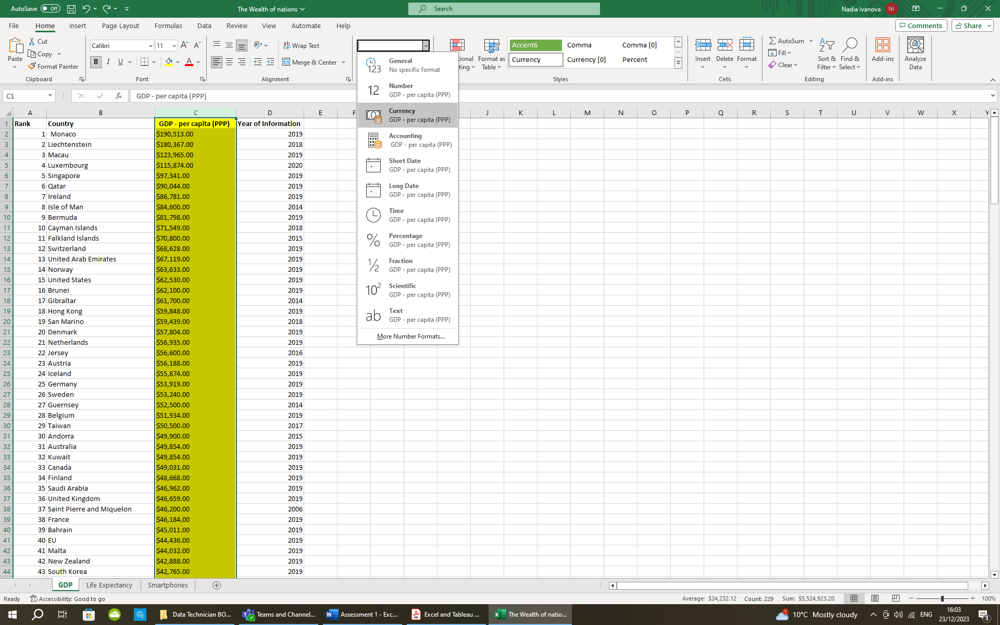 AutoSave Off
The Wealth of nations
Search
Nadia Ivanova NI
File Home Insert Page Layout Formulas Data Review View Automate Help
Comments Share
Paste
Cut
Copy
Format Painter
Clipboard
Calibri 11
B I U
Font
Wrap Text
Merge & Center
Alignment
Format as
Table
Accent6 Comma Comma [0]
Currency Currency [0] Percent
Styles
Insert Delete Format
Cells
AutoSum
Fill
Clear
Sort &
Filter
Find &
Select
Editing
Add-ins
Add-ins
Analyze
Data
General
No specific format
Number
GDP - per capita (PPP)
Currency
GDP - per capita (PPP)
Accounting
GDP - per capita (PPP)
Short Date
GDP - per capita (PPP)
Long Date
GDP - per capita (PPP)
Time
GDP - per capita (PPP)
Percentage
GDP - per capita (PPP)
Fraction
GDP - per capita (PPP)
Scientific
GDP - per capita (PPP)
Text
GDP - per capita (PPP)
More Number Formats...
C1 fx GDP - per capita (PPP)
A B C D E F J K L M N O P Q R S T U V W X Y
1 Rank Country GDP - per capita (PPP) Year of Information
2 1 Monaco $190,513.00 2019
3 2 Liechtenstein $180,367.00 2018
4 3 Macau $123,965.00 2019
5 4 Luxembourg $115,874.00 2020
6 5 Singapore $97,341.00 2019
7 6 Qatar $90,044.00 2019
8 7 Ireland $86,781.00 2019
9 8 Isle of Man $84,600.00 2014
10 9 Bermuda $81,798.00 2019
11 10 Cayman Islands $71,549.00 2018
12 11 Falkland Islands $70,800.00 2015
13 12 Switzerland $68,628.00 2019
14 13 United Arab Emirates $67,119.00 2019
15 14 Norway $63,633.00 2019
16 15 United States $62,530.00 2019
17 16 Brunei $62,100.00 2019
18 17 Gibraltar $61,700.00 2014
19 18 Hong Kong $59,848.00 2019
20 19 San Marino $59,439.00 2018
21 20 Denmark $57,804.00 2019
22 21 Netherlands $56,935.00 2019
23 22 Jersey $56,600.00 2016
24 23 Austria $56,188.00 2019
25 24 Iceland $55,874.00 2019
26 25 Germany $53,919.00 2019
27 26 Sweden $53,240.00 2019
28 27 Guernsey $52,500.00 2014
29 28 Belgium $51,934.00 2019
30 29 Taiwan $50,500.00 2017
31 30 Andorra $49,900.00 2015
32 31 Australia $49,854.00 2019
33 32 Kuwait $49,854.00 2019
34 33 Canada $49,031.00 2019
35 34 Finland $48,668.00 2019
36 35 Saudi Arabia $46,962.00 2019
37 36 United Kingdom $46,659.00 2019
38 37 Saint Pierre and Miquelon $46,200.00 2006
39 38 France $46,184.00 2019
40 39 Bahrain $45,011.00 2019
41 40 EU $44,436.00 2019
42 41 Malta $44,032.00 2019
43 42 New Zealand $42,888.00 2019
44 43 South Korea $42,765.00 2019
GDP Life Expectancy Smartphones
Ready Accessibility: Good to go Average: $24,232.12 Count: 229 Sum: $5,524,923.20 100%
Data Technician BO... Teams and Channel... Assessment 1 - Exc... Excel and Tableau ... The Wealth of natio... 10°C Mostly cloudy ENG 16:03
23/12/2023